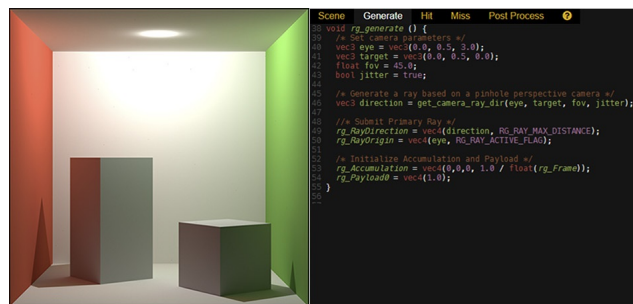 Scene Generate Hit Miss Post Process ?
38 void rg_generate () {
39 /* Set camera parameters */
40 vec3 eye = vec3(0.0, 0.5, 3.0);
41 vec3 target = vec3(0.0, 0.5, 0.0);
42 float fov = 45.0;
43 bool jitter = true;
44
45 /* Generate a ray based on a pinhole perspective camera */
46 vec3 direction = get_camera_ray_dir(eye, target, fov, jitter);
47
48 //* Submit Primary Ray */
49 rg_RayDirection = vec4(direction, RG_RAY_MAX_DISTANCE);
50 rg_RayOrigin = vec4(eye, RG_RAY_ACTIVE_FLAG);
51
52 /* Initialize Accumulation and Payload */
53 rg_Accumulation = vec4(0,0,0, 1.0 / float(rg_Frame));
54 rg_Payload0 = vec4(1.0);
55 }
56